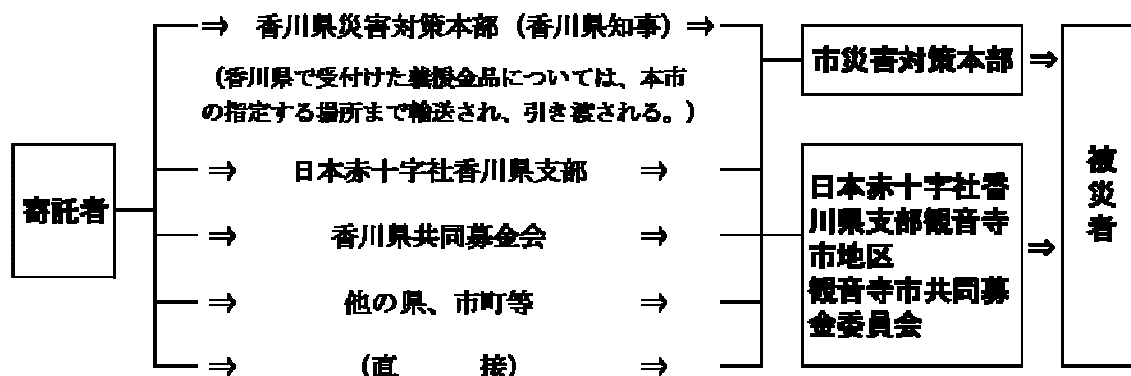 ⇒ 香川県災害対策本部（香川県知事）⇒
（香川県で受付けた義援金品については、本市
の指定する場所まで輸送され、引き渡される。）
⇒ 日本赤十字社香川県支部 ⇒
⇒ 香川県共同募金会 ⇒
⇒ 他の県、市町等 ⇒
⇒ （直 接） ⇒
寄託者
市災害対策本部 ⇒
日本赤十字社香
川県支部観音寺
市地区
観音寺市共同募
金委員会
⇒
被災者